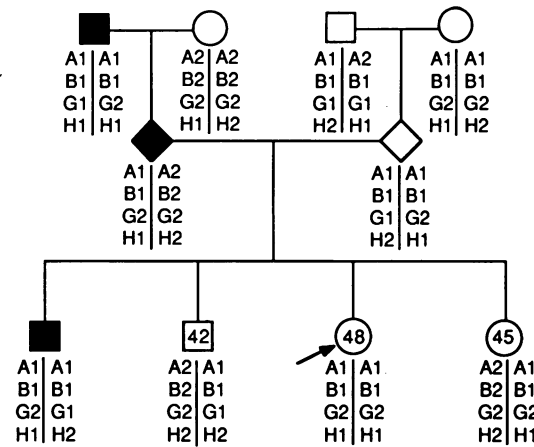 A1 A1 A2 A2 A1 A2 A1 A1
B1 B1 B2 B2 B1 B1 B1 B1
G1 G2 G2 G2 G1 G1 G2 G2
H1 H1 H1 H2 H2 H1 H1 H2
A1 A2 A1 A1
B1 B2 B1 B1
G2 G2 G1 G2
H1 H2 H2 H1
42 48 45
A1 A1 A2 A1 A1 A1 A2 A1
B1 B1 B2 B1 B1 B1 B2 B1
G2 G1 G2 G1 G2 G1 G2 G2
H1 H2 H2 H2 H1 H2 H2 H1